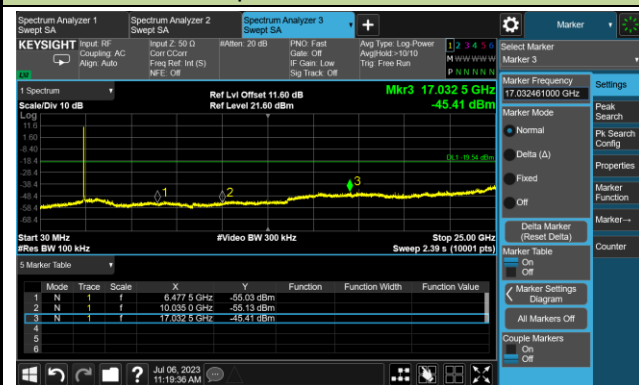 Spectrum Analyzer 1
Swept SA
Spectrum Analyzer 2
Swept SA
Spectrum Analyzer 3
Swept SA
+
Marker
KEYSIGHT
Input: RF
Coupling: AC
Align: Auto
Input Z: 50 Ω
Corr CCorr
Freq Ref: Int (S)
NFE: Off
#Atten: 20 dB
PNO: Fast
Gate: Off
IF Gain: Low
Sig Track: Off
Avg Type: Log-Power
Avg|Hold:>10/10
Trig: Free Run
1 2 3 4 5 6
M W W W W W
P N N N N N
Select Marker
Marker 3
1 Spectrum
Scale/Div 10 dB
Ref Lvl Offset 11.60 dB
Ref Level 21.60 dBm
Mkr3 17.032 5 GHz
-45.41 dBm
Log
11.6
1.60
-8.40
-18.4
-28.4
-38.4
-48.4
-58.4
-68.4
DL1 -19.54 dBm
1
2
3
Start 30 MHz
#Res BW 100 kHz
#Video BW 300 kHz
Stop 25.00 GHz
Sweep 2.39 s (10001 pts)
5 Marker Table
Mode Trace Scale X Y Function Function Width Function Value
1 N 1 f 6.477 5 GHz -55.03 dBm
2 N 1 f 10.035 0 GHz -55.13 dBm
3 N 1 f 17.032 5 GHz -45.41 dBm
4
5
6
Marker Frequency
17.032461000 GHz
Marker Mode
Normal
Delta (Δ)
Fixed
Off
Delta Marker
(Reset Delta)
Marker Table
On
Off
Marker Settings
Diagram
All Markers Off
Couple Markers
On
Off
Settings
Peak
Search
Pk Search
Config
Properties
Marker
Function
Marker→
Counter
?
Jul 06, 2023
11:19:36 AM